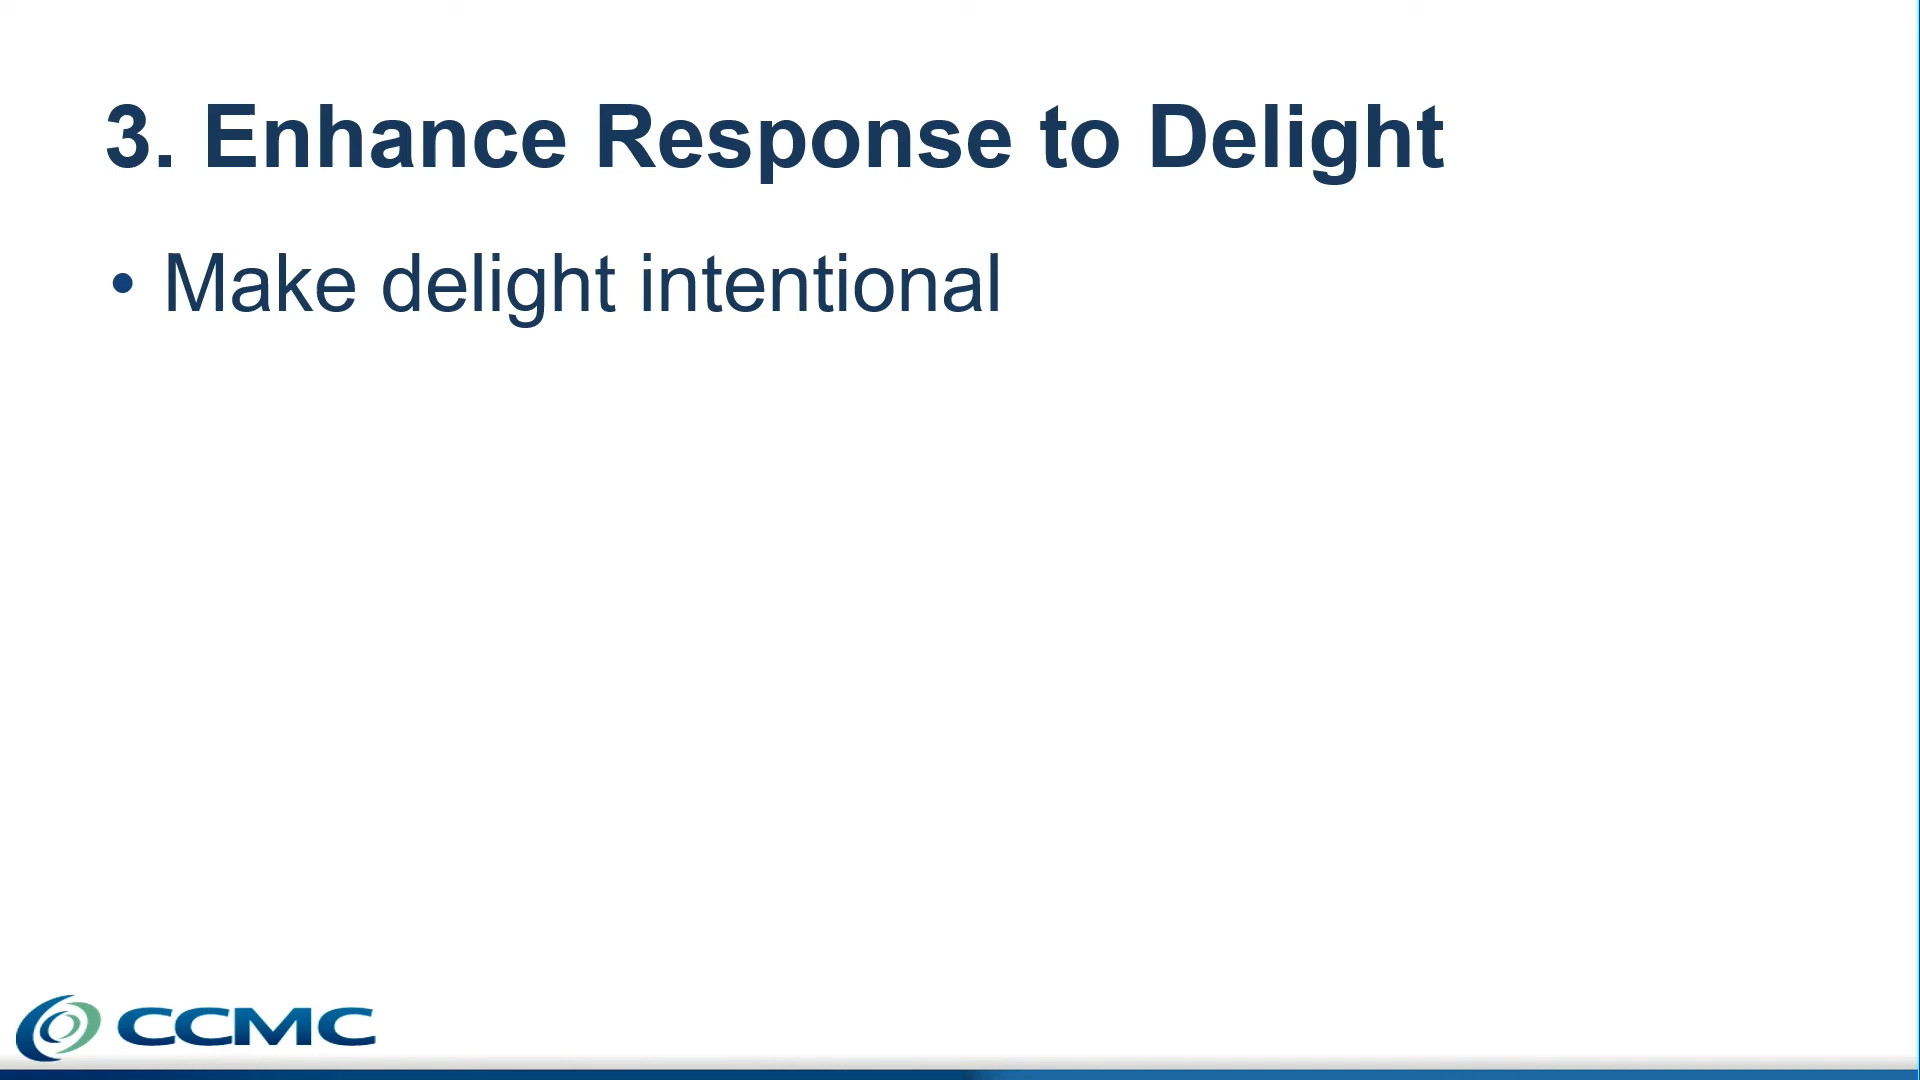 3. Enhance Response to Delight
• Make delight intentional
CCMC